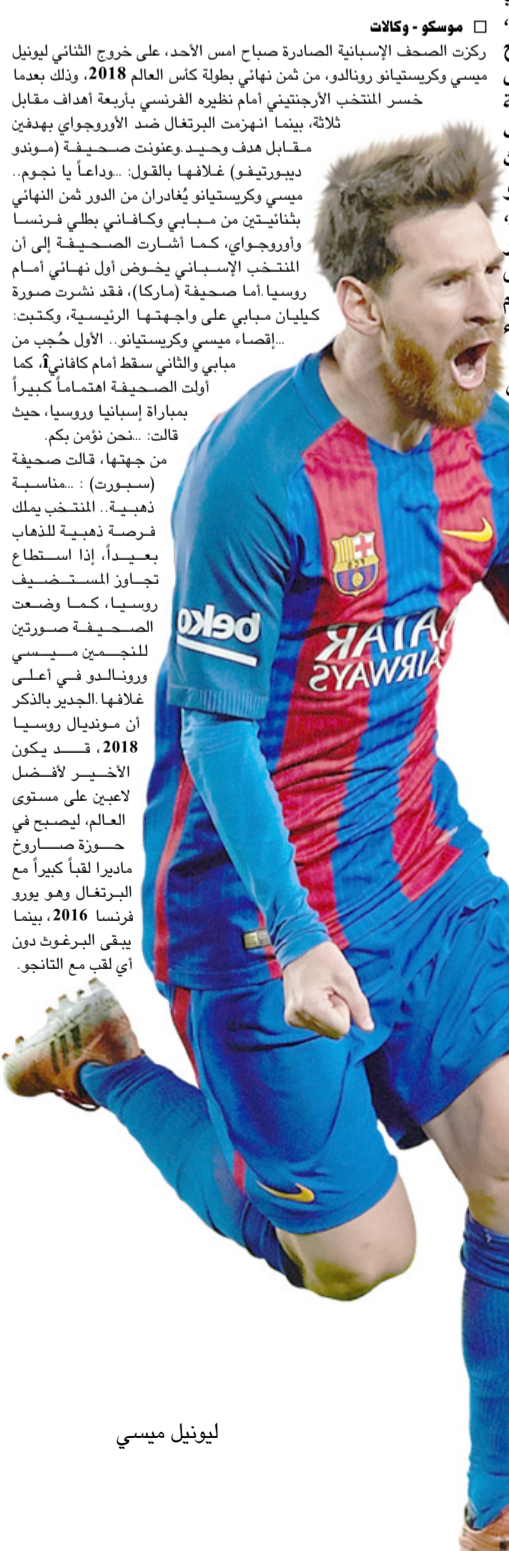 □ موسكو - وكالات
ركزت الصحف الإسبانية الصادرة صباح امس الأحد، على خروج الثنائي ليونيل
ميسي وكريستيانو رونالدو، من ثمن نهائي بطولة كأس العالم 2018، وذلك بعدما
خسر المنتخب الأرجنتيني أمام نظيره الفرنسي بأربعة أهداف مقابل
ثلاثة، بينما انهزمت البرتغال ضد الأوروجواي بهدفين
مقابل هدف وحيد.وعنونت صحيفة (موندو
ديبورتيفو) غلافها بالقول: ...وداعاً يا نجوم..
ميسي وكريستيانو يُغادران من الدور ثمن النهائي
بثنائيتين من مبابي وكافاني بطلي فرنسا
وأوروجواي، كما أشارت الصحيفة إلى أن
المنتخب الإسباني يخوض أول نهائي أمام
روسيا.أما صحيفة (ماركا)، فقد نشرت صورة
كيليان مبابي على واجهتها الرئيسية، وكتبت:
...إقصاء ميسي وكريستيانو.. الأول حُجب من
مبابي والثاني سقط أمام كافانيÎ، كما
أولت الصحيفة اهتماماً كبيراً
بمباراة إسبانيا وروسيا، حيث
قالت: ...نحن نؤمن بكم.
من جهتها، قالت صحيفة
(سبورت) : ...مناسبة
ذهبية.. المنتخب يملك
فرصة ذهبية للذهاب
بعيداً، إذا استطاع
تجاوز المستضيف
روسيا، كما وضعت
الصحيفة صورتين
للنجمين ميسي
ورونالدو في أعلى
غلافها.الجدير بالذكر
أن مونديال روسيا
2018، قد يكون
الأخير لأفضل
لاعبين على مستوى
العالم، ليصبح في
حوزة صاروخ
ماديرا لقباً كبيراً مع
البرتغال وهو يورو
فرنسا 2016، بينما
يبقى البرغوث دون
أي لقب مع التانجو.
beko
QATAR
AIRWAYS
ليونيل ميسي